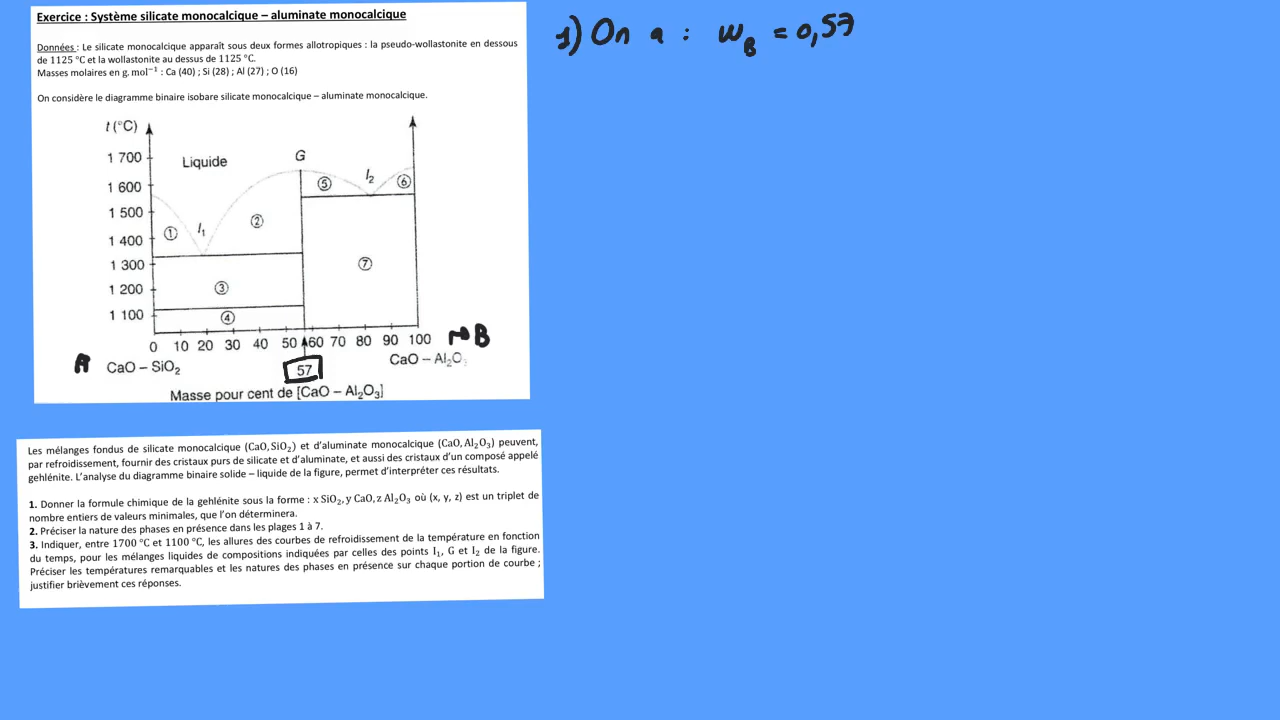 Exercice : Système silicate monocalcique – aluminate monocalcique
Données : Le silicate monocalcique apparaît sous deux formes allotropiques : la pseudo-wollastonite en dessous
de 1125 °C et la wollastonite au dessus de 1125 °C.
Masses molaires en g. mol⁻¹ : Ca (40) ; Si (28) ; Al (27) ; O (16)
On considère le diagramme binaire isobare silicate monocalcique – aluminate monocalcique.
t (°C)
1 700
1 600
1 500
1 400
1 300
1 200
1 100
Liquide
G
I₁
I₂
①
②
③
④
⑤
⑥
⑦
0 10 20 30 40 50 60 70 80 90 100
B
A
CaO – SiO₂
57
CaO – Al₂O₃
Masse pour cent de [CaO – Al₂O₃]
Les mélanges fondus de silicate monocalcique (CaO, SiO₂) et d'aluminate monocalcique (CaO, Al₂O₃) peuvent,
par refroidissement, fournir des cristaux purs de silicate et d'aluminate, et aussi des cristaux d'un composé appelé
gehlénite. L'analyse du diagramme binaire solide – liquide de la figure, permet d'interpréter ces résultats.
1. Donner la formule chimique de la gehlénite sous la forme : x SiO₂, y CaO, z Al₂O₃ où (x, y, z) est un triplet de
nombre entiers de valeurs minimales, que l'on déterminera.
2. Préciser la nature des phases en présence dans les plages 1 à 7.
3. Indiquer, entre 1700 °C et 1100 °C, les allures des courbes de refroidissement de la température en fonction
du temps, pour les mélanges liquides de compositions indiquées par celles des points I₁, G et I₂ de la figure.
Préciser les températures remarquables et les natures des phases en présence sur chaque portion de courbe ;
justifier brièvement ces réponses.
1) On a : w_B = 0,57